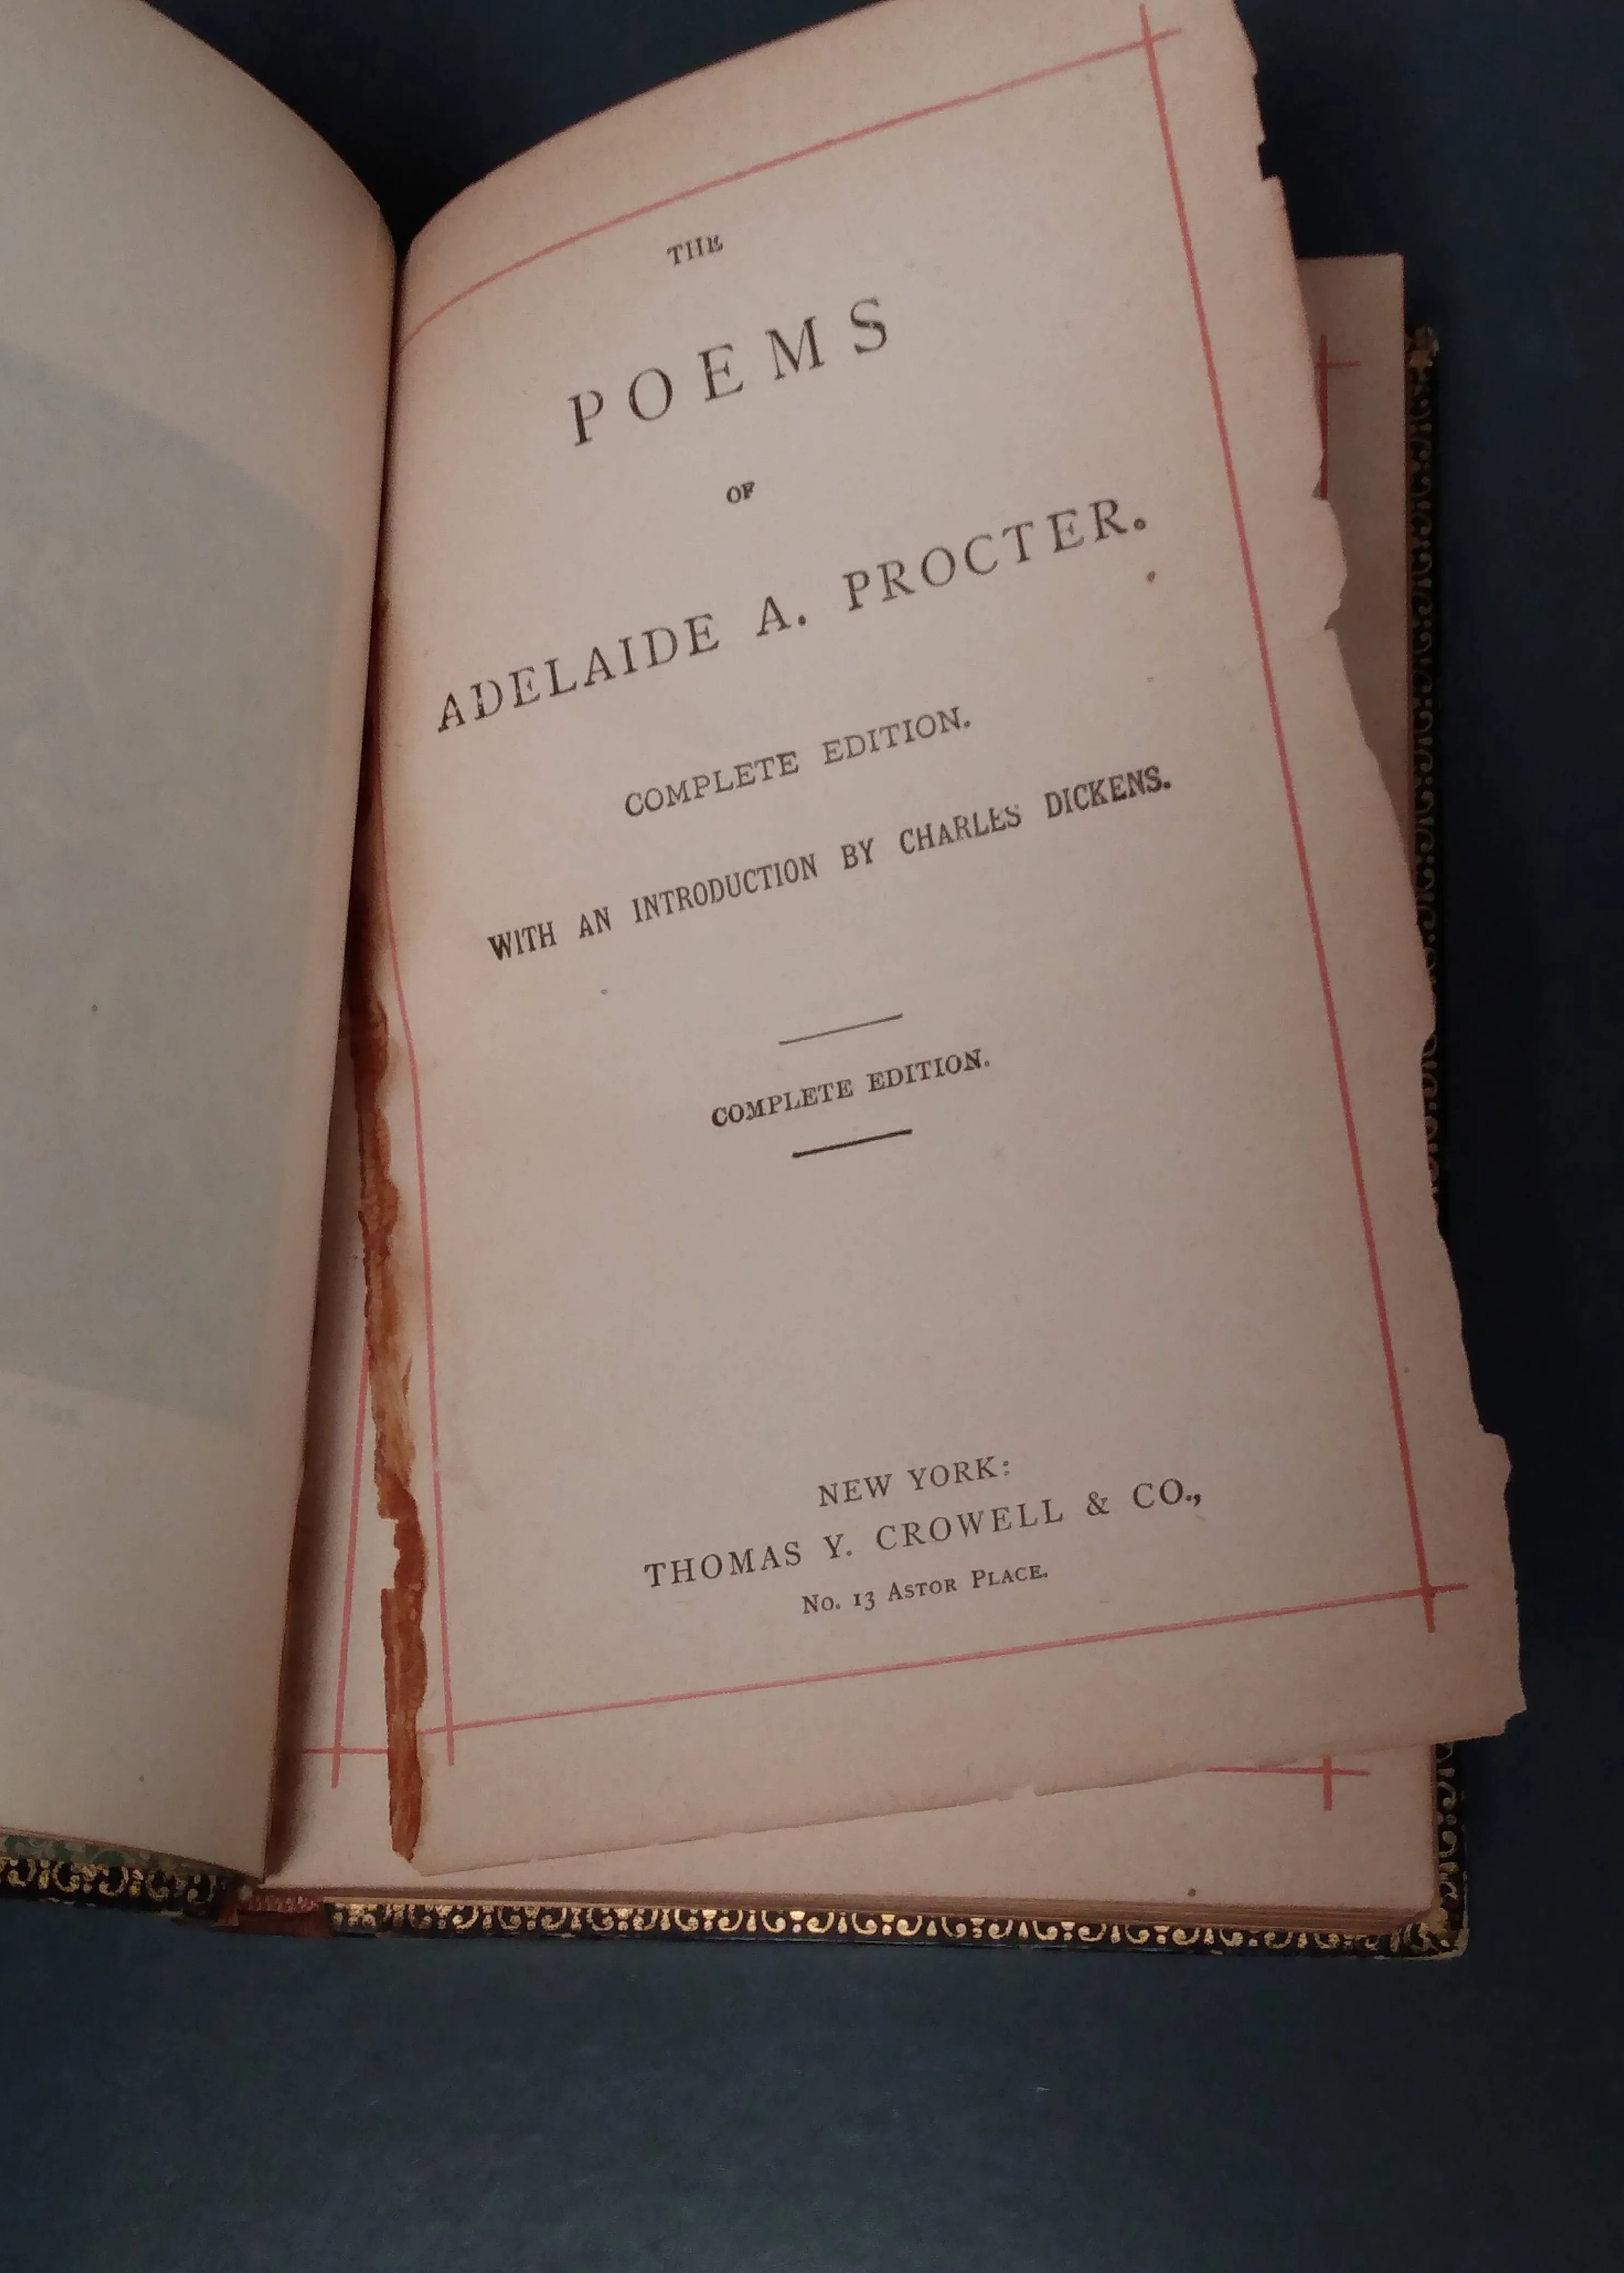 THE
POEMS
OF
ADELAIDE A. PROCTER.
COMPLETE EDITION.
WITH AN INTRODUCTION BY CHARLES DICKENS.
COMPLETE EDITION.
NEW YORK:
THOMAS Y. CROWELL & CO.,
No. 13 Astor Place.